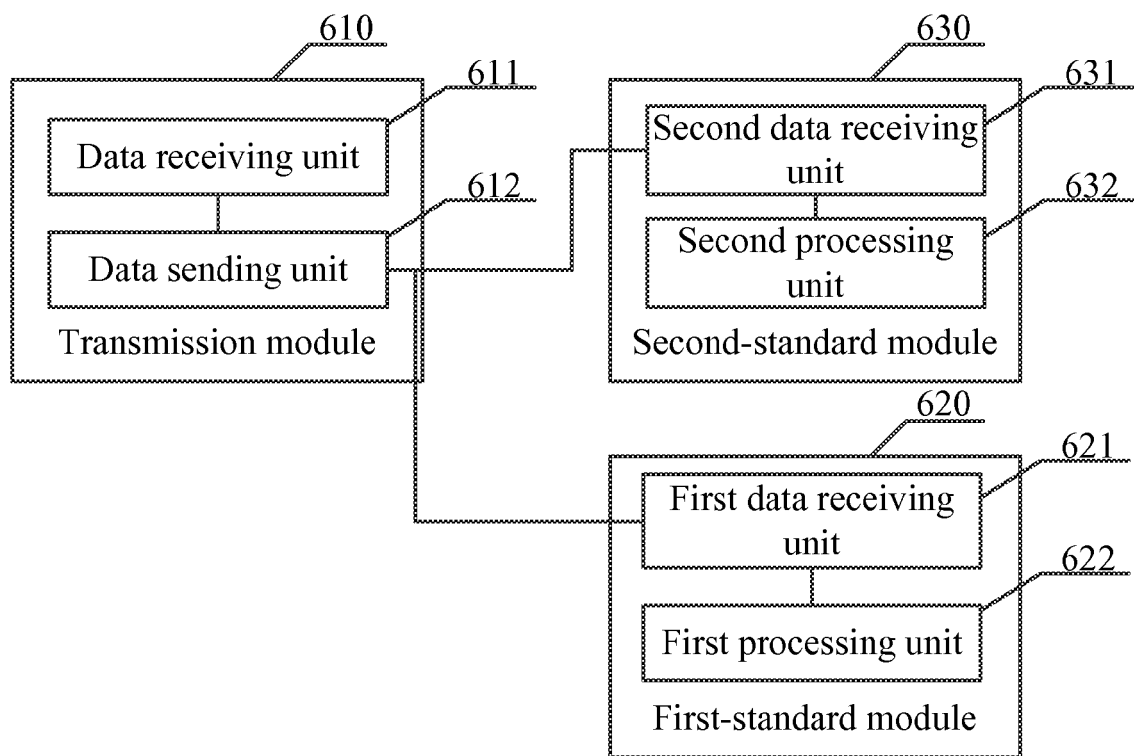 610
611
Data receiving unit
612
Data sending unit
Transmission module
630
631
Second data receiving
unit
632
Second processing
unit
Second-standard module
620
621
First data receiving
unit
622
First processing unit
First-standard module